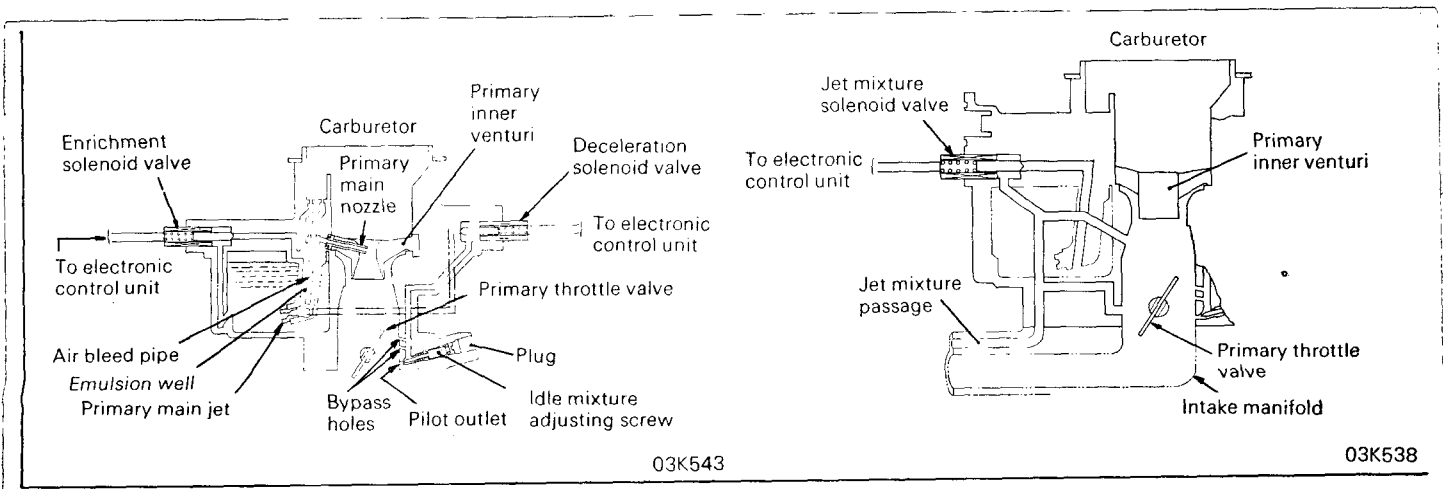 Enrichment
solenoid valve
Carburetor
Primary
main
nozzle
Primary
inner
venturi
Deceleration
solenoid valve
To electronic
control unit
To electronic
control unit
Primary throttle valve
Air bleed pipe
Emulsion well
Primary main jet
Bypass
holes
Pilot outlet
Idle mixture
adjusting screw
Plug
03K543
Carburetor
Jet mixture
solenoid valve
To electronic
control unit
Primary
inner venturi
Jet mixture
passage
Primary throttle
valve
Intake manifold
03K538